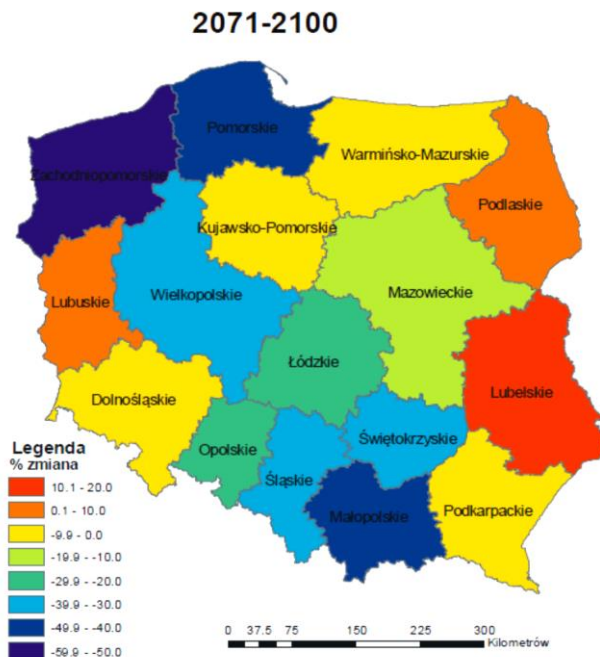 2071-2100
Pomorskie
Zachodniopomorskie
Warmińsko-Mazurskie
Podlaskie
Kujawsko-Pomorskie
Wielkopolskie
Mazowieckie
Lubuskie
Łódzkie
Lubelskie
Dolnośląskie
Opolskie
Świętokrzyskie
Śląskie
Małopolskie
Podkarpackie
Legenda
% zmiana
10.1 - 20.0
0.1 - 10.0
-9.9 - 0.0
-19.9 - -10.0
-29.9 - -20.0
-39.9 - -30.0
-49.9 - -40.0
-59.9 - -50.0
0 37.5 75 150 225 300
Kilometrów